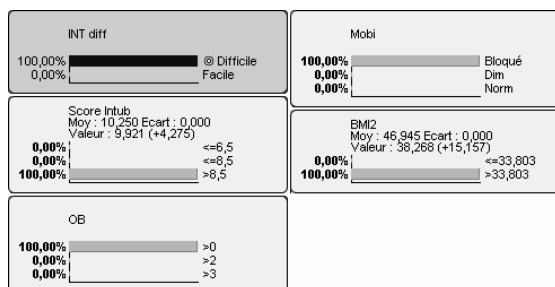 INT diff
100,00% Difficile
0,00% Facile
Mobi
100,00% Bloqué
0,00% Dim
0,00% Norm
Score Intub
Moy : 10,250 Ecart : 0,000
Valeur : 9,921 (+4,275)
0,00% <=6,5
0,00% <=8,5
100,00% >8,5
BMI2
Moy : 46,945 Ecart : 0,000
Valeur : 38,268 (+15,157)
0,00% <=33,803
100,00% >33,803
OB
100,00% >0
0,00% >2
0,00% >3